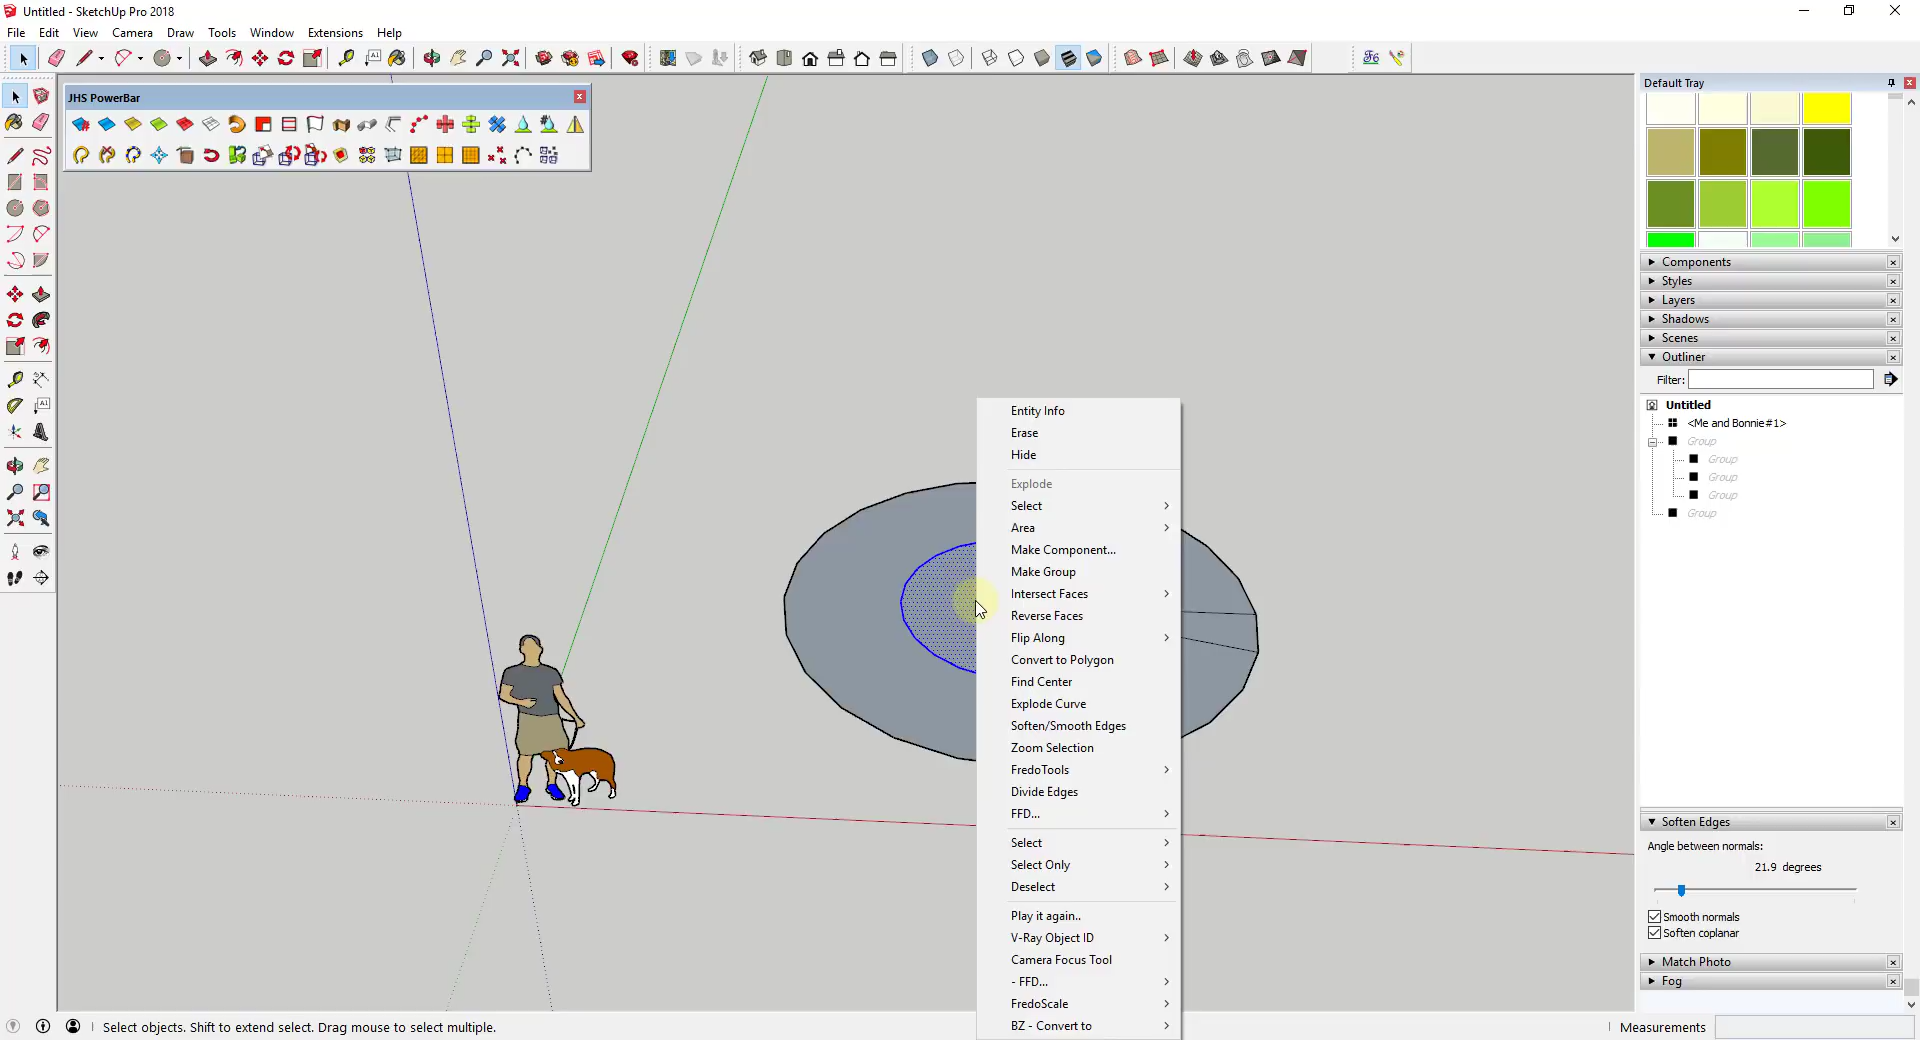 Untitled - SketchUp Pro 2018
File Edit View Camera Draw Tools Window Extensions Help
JHS PowerBar
Default Tray
Components
Styles
Layers
Shadows
Scenes
Outliner
Filter:
Untitled
<Me and Bonnie#1>
Group
Group
Group
Group
Group
Entity Info
Erase
Hide
Explode
Select
Area
Make Component...
Make Group
Intersect Faces
Reverse Faces
Flip Along
Convert to Polygon
Find Center
Explode Curve
Soften/Smooth Edges
Zoom Selection
FredoTools
Divide Edges
FFD...
Select
Select Only
Deselect
Play it again..
V-Ray Object ID
Camera Focus Tool
- FFD...
FredoScale
BZ - Convert to
Soften Edges
Angle between normals:
21.9 degrees
Smooth normals
Soften coplanar
Match Photo
Fog
Select objects. Shift to extend select. Drag mouse to select multiple.
Measurements